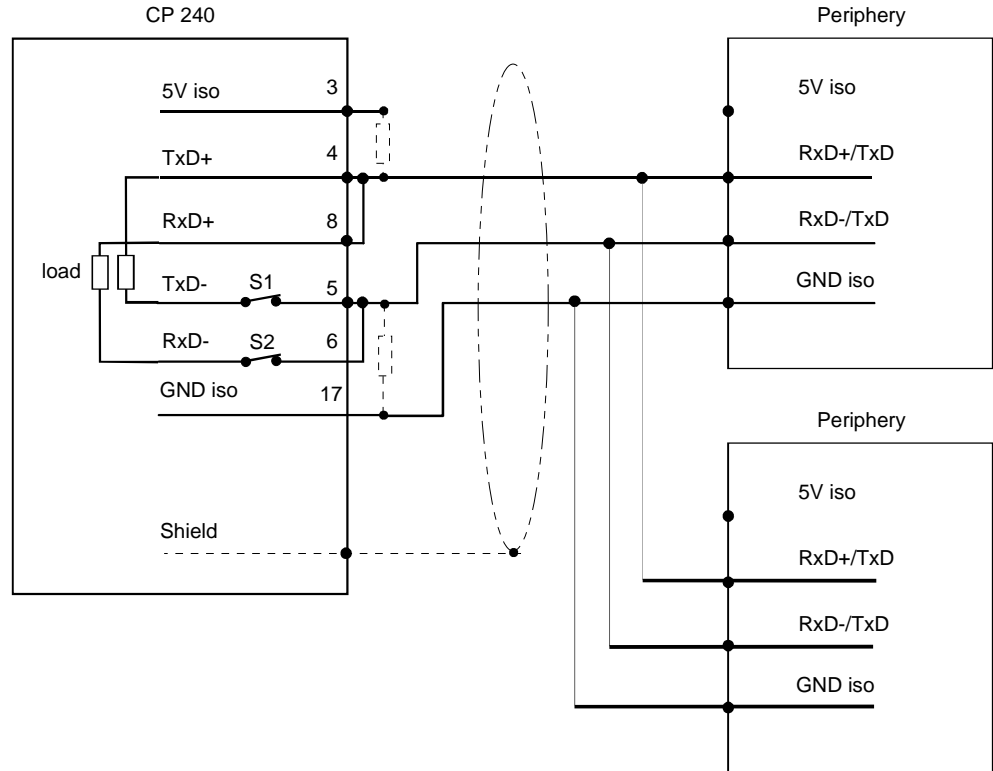 CP 240
Periphery
5V iso
3
TxD+
4
RxD+
8
load
TxD-
S1
5
RxD-
S2
6
GND iso
17
Shield
5V iso
RxD+/TxD
RxD-/TxD
GND iso
Periphery
5V iso
RxD+/TxD
RxD-/TxD
GND iso